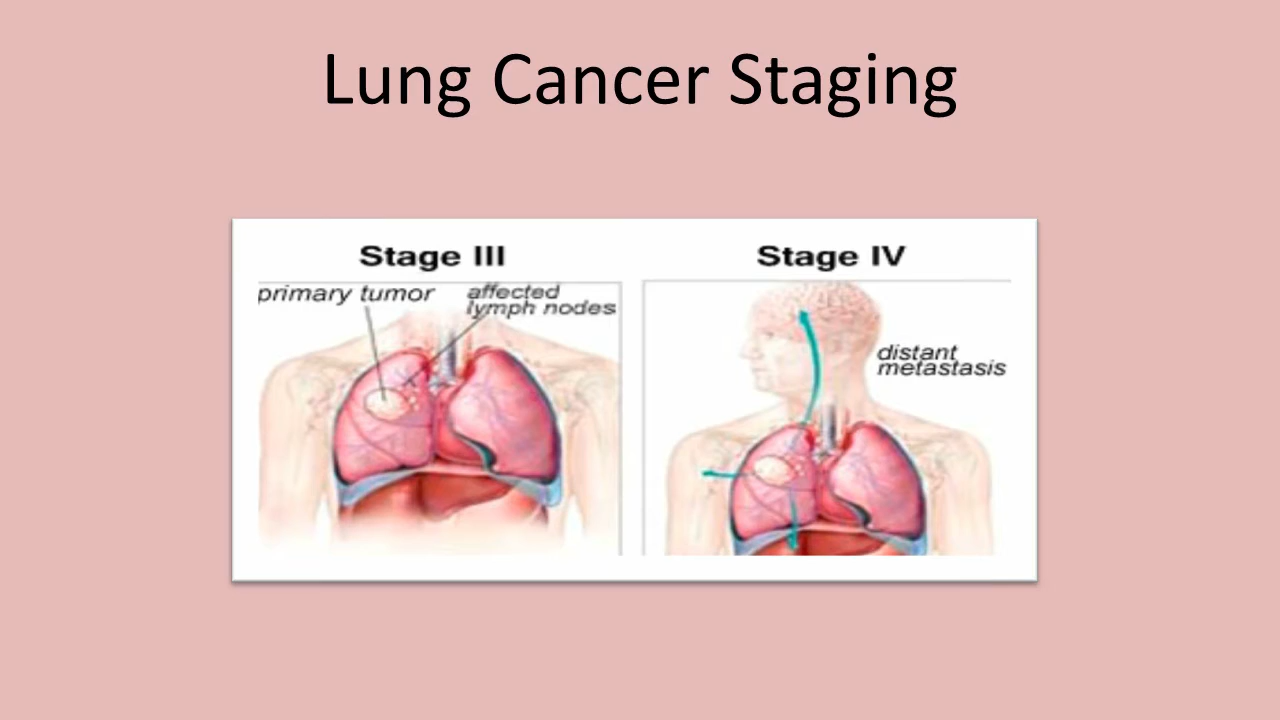 Lung Cancer Staging
Stage III
primary tumor
affected
lymph nodes
Stage IV
distant
metastasis